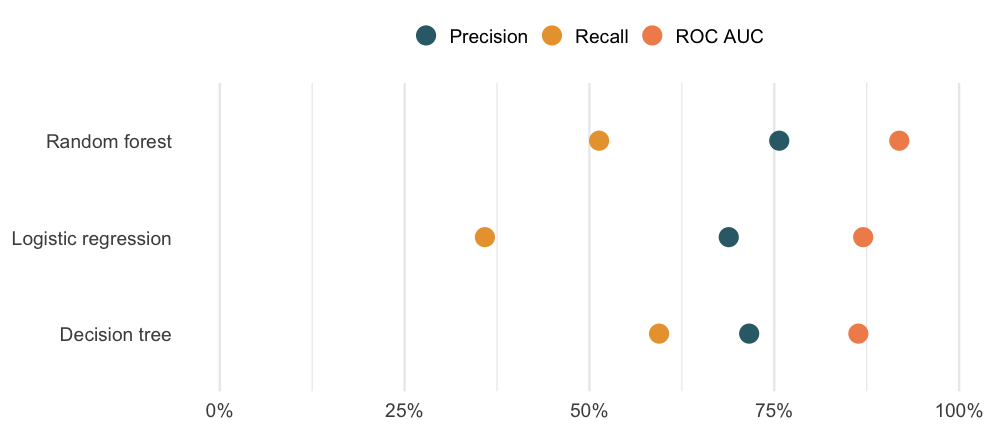 Precision Recall ROC AUC
Random forest
Logistic regression
Decision tree
0% 25% 50% 75% 100%